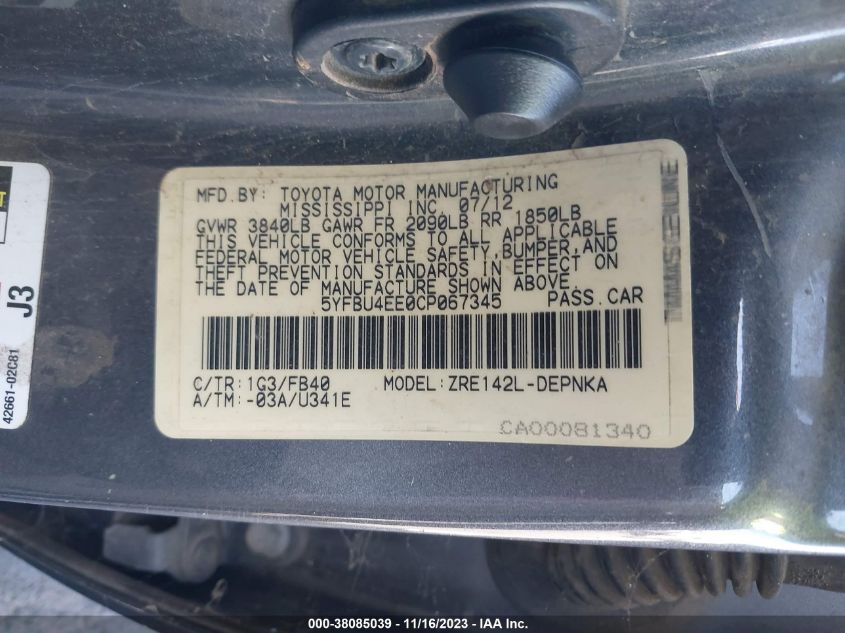 MFD.BY: TOYOTA MOTOR MANUFACTURING
MISSISSIPPI INC 07/12
GVWR 3840LB GAWR FR 2090LB RR 1850LB
THIS VEHICLE CONFORMS TO ALL APPLICABLE
FEDERAL MOTOR VEHICLE SAFETY,BUMPER,AND
THEFT PREVENTION STANDARDS IN EFFECT ON
THE DATE OF MANUFACTURE SHOWN ABOVE.
5YFBU4EE0CP067345 PASS.CAR
C/TR:1G3/FB40 MODEL:ZRE142L-DEPNKA
A/TM:-03A/U341E
CA00081340
J3
42661-02C81
000-38085039 - 11/16/2023 - IAA Inc.